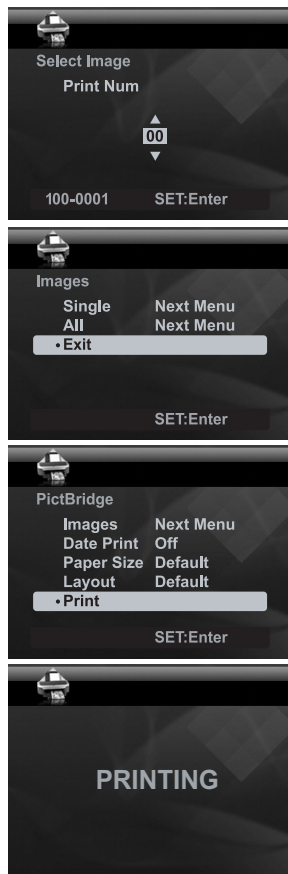 Select Image
Print Num
00
100-0001 SET:Enter
Images
Single Next Menu
All Next Menu
•Exit
SET:Enter
PictBridge
Images Next Menu
Date Print Off
Paper Size Default
Layout Default
•Print
SET:Enter
PRINTING